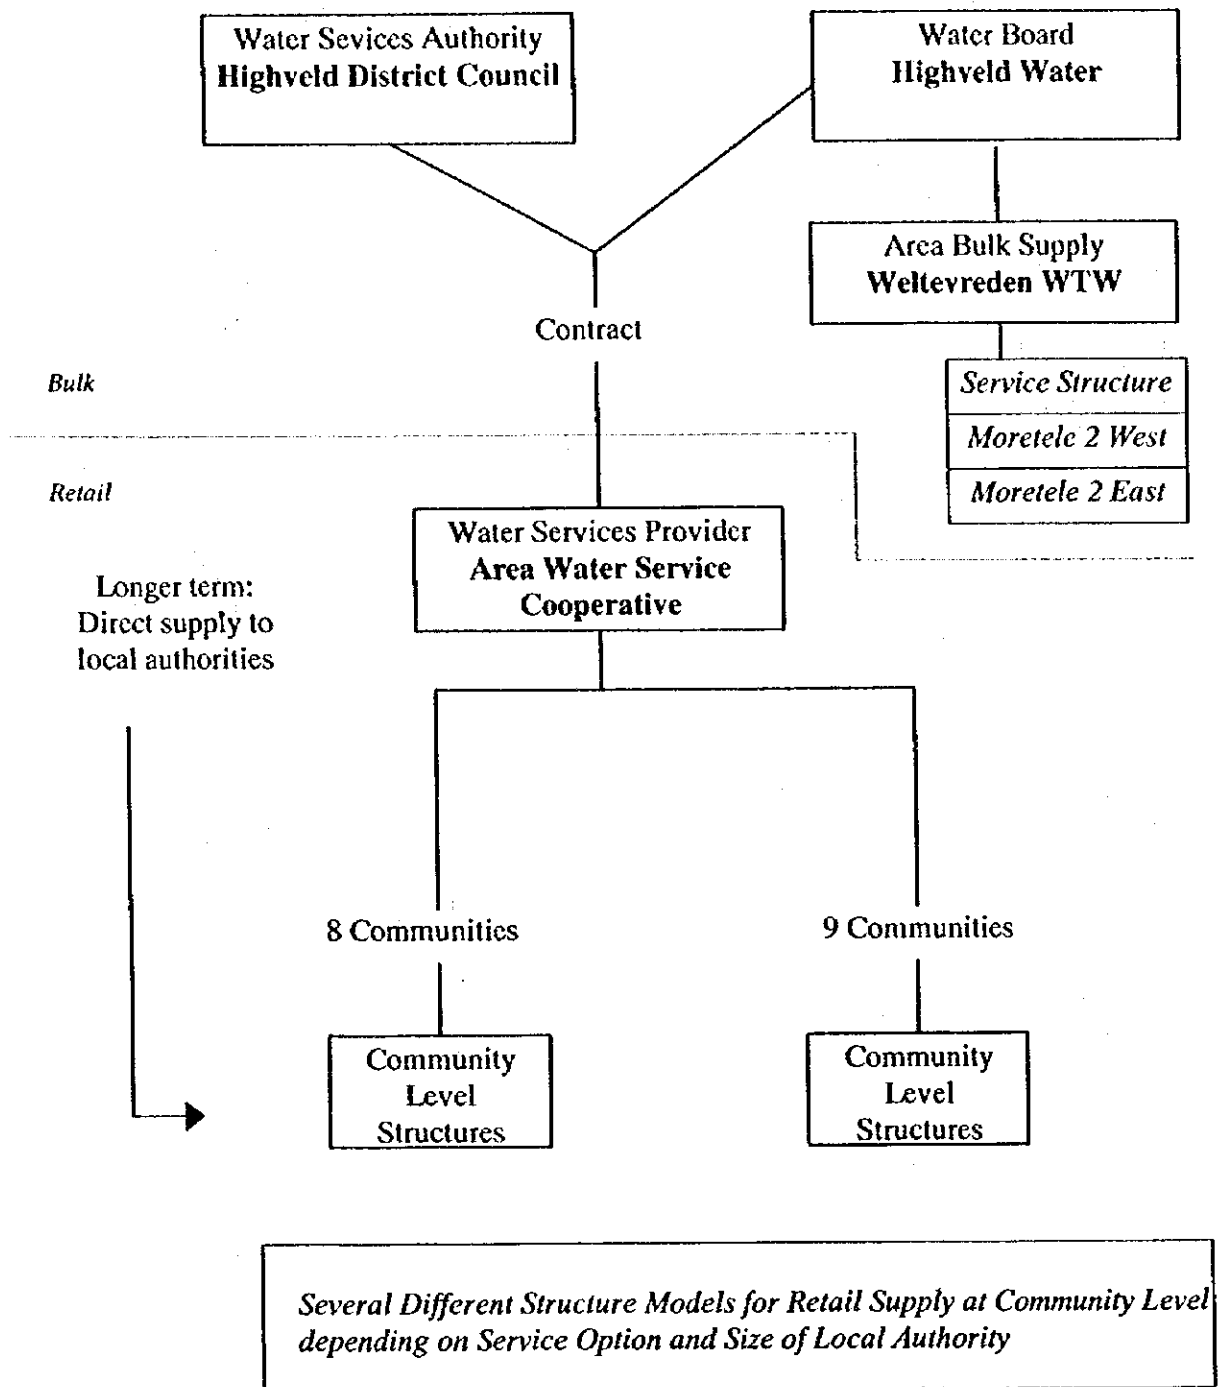 Water Sevices Authority
Highveld District Council
Water Board
Highveld Water
Area Bulk Supply
Weltevreden WTW
Contract
Bulk
Service Structure
Moretele 2 West
Moretele 2 East
Retail
Water Services Provider
Area Water Service
Cooperative
Longer term:
Direct supply to
local authorities
8 Communities
9 Communities
Community
Level
Structures
Community
Level
Structures
Several Different Structure Models for Retail Supply at Community Level
depending on Service Option and Size of Local Authority